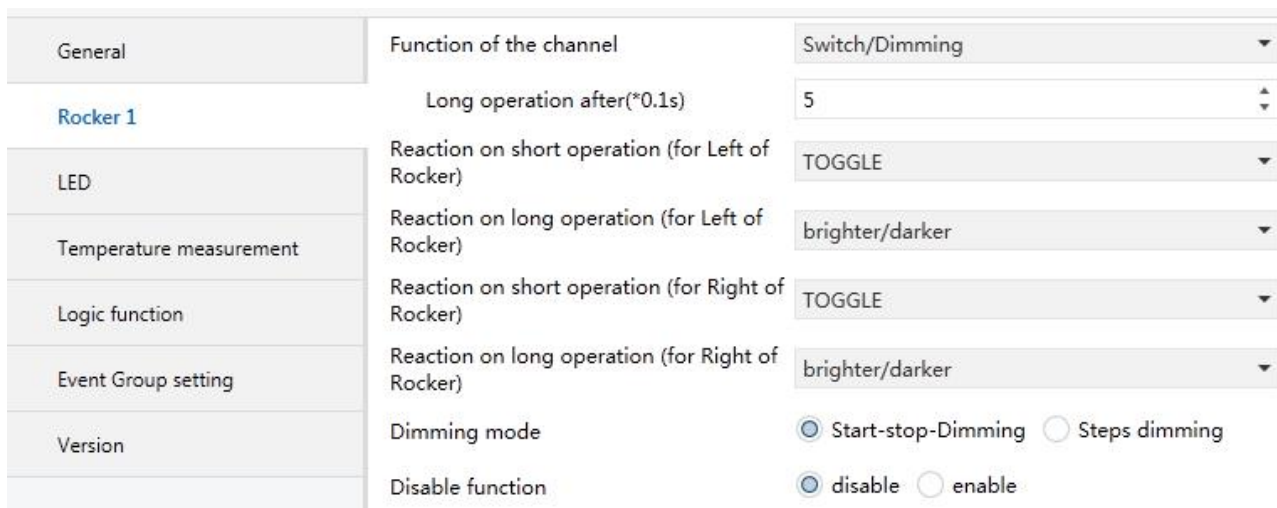 General
Rocker 1
LED
Temperature measurement
Logic function
Event Group setting
Version
Function of the channel
Switch/Dimming
Long operation after(*0.1s)
5
Reaction on short operation (for Left of
Rocker)
TOGGLE
Reaction on long operation (for Left of
Rocker)
brighter/darker
Reaction on short operation (for Right of
Rocker)
TOGGLE
Reaction on long operation (for Right of
Rocker)
brighter/darker
Dimming mode
Start-stop-Dimming
Steps dimming
Disable function
disable
enable